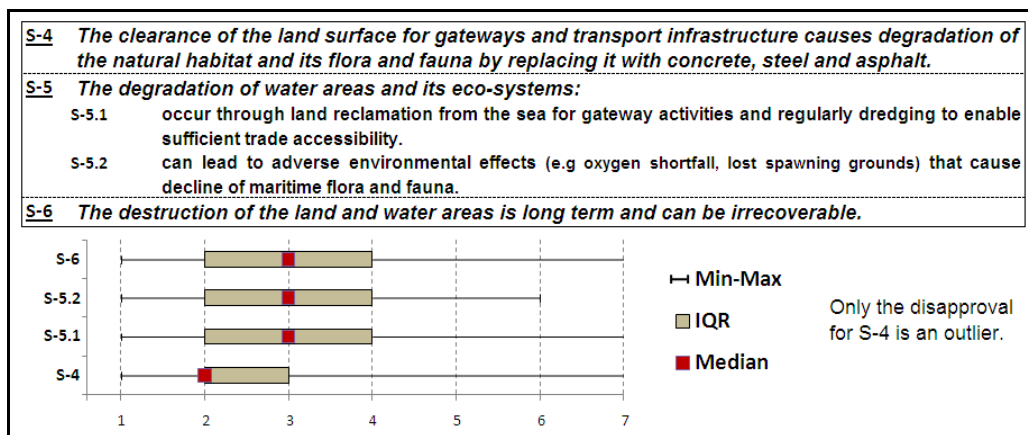 S-4 The clearance of the land surface for gateways and transport infrastructure causes degradation of
the natural habitat and its flora and fauna by replacing it with concrete, steel and asphalt.
S-5 The degradation of water areas and its eco-systems:
S-5.1 occur through land reclamation from the sea for gateway activities and regularly dredging to enable
sufficient trade accessibility.
S-5.2 can lead to adverse environmental effects (e.g oxygen shortfall, lost spawning grounds) that cause
decline of maritime flora and fauna.
S-6 The destruction of the land and water areas is long term and can be irrecoverable.
S-6
S-5.2
S-5.1
S-4
1 2 3 4 5 6 7
Min-Max
IQR
Median
Only the disapproval
for S-4 is an outlier.